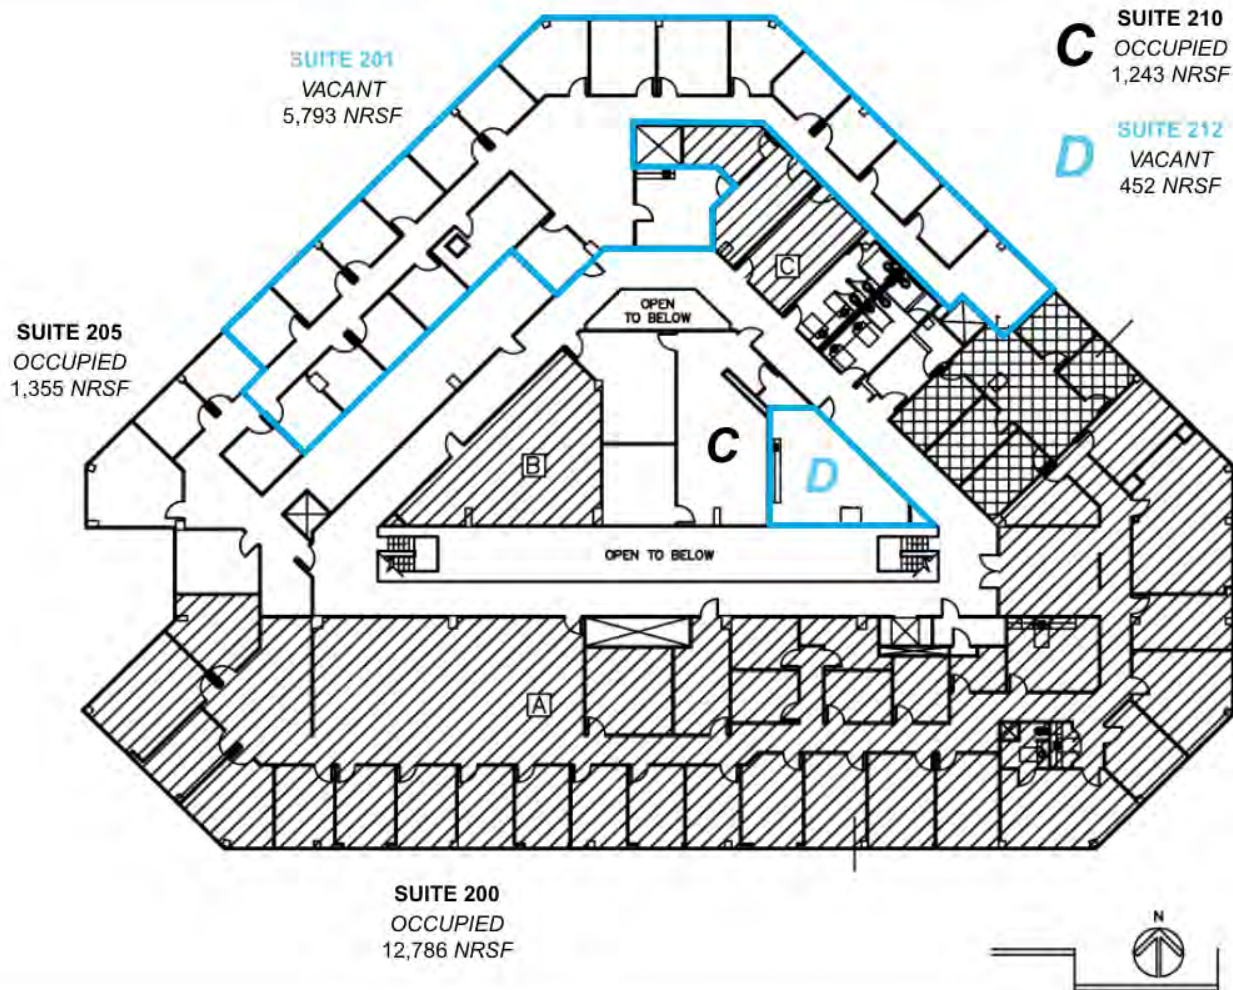 SUITE 210
C OCCUPIED
1,243 NRSF
SUITE 201
VACANT
5,793 NRSF
SUITE 212
D VACANT
452 NRSF
C
OPEN
TO BELOW
SUITE 205
OCCUPIED
1,355 NRSF
C
B
D
OPEN TO BELOW
A
SUITE 200
OCCUPIED
12,786 NRSF
N